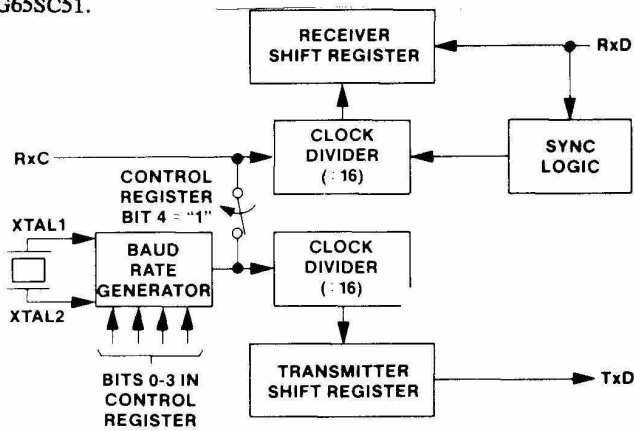 G65SC51.
RECEIVER
SHIFT REGISTER
RxD
RxC
CLOCK
DIVIDER
(÷16)
SYNC
LOGIC
CONTROL
REGISTER
BIT 4 = "1"
XTAL1
BAUD
RATE
GENERATOR
CLOCK
DIVIDER
(÷16)
XTAL2
BITS 0-3 IN
CONTROL
REGISTER
TRANSMITTER
SHIFT REGISTER
TxD